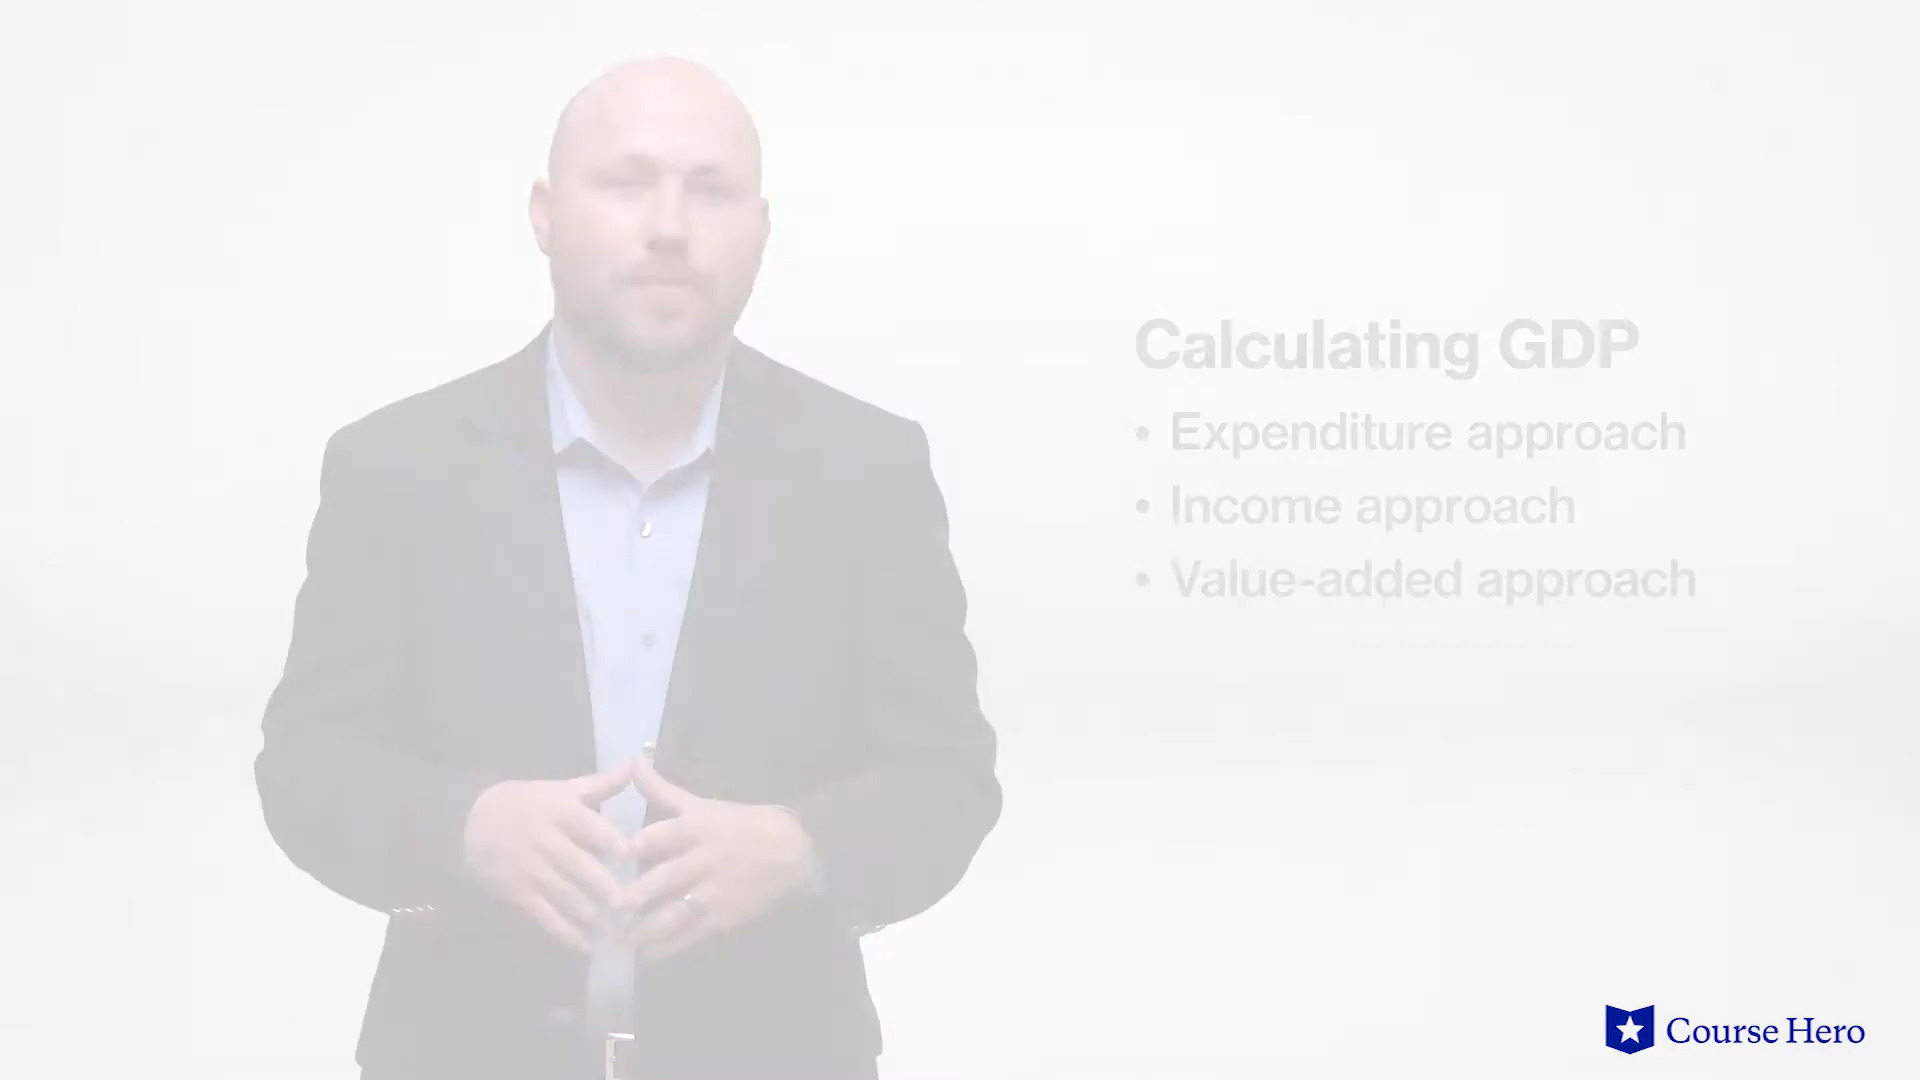 Calculating GDP
• Expenditure approach
• Income approach
• Value-added approach
Course Hero